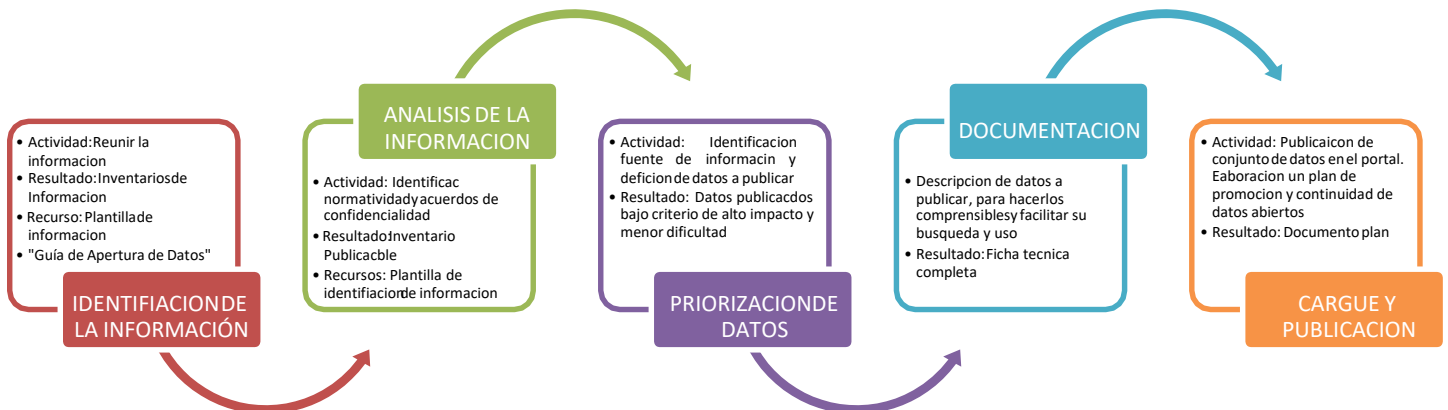 • Actividad:Reunir la
informacion
• Resultado:Inventarios de
Informacion
• Recurso: Plantilla de
informacion
• "Guía de Apertura de Datos"
IDENTIFIACION DE
LA INFORMACIÓN
ANALISIS DE LA
INFORMACION
• Actividad: Identificac
normatividad y acuerdos de
confidencialidad
• Resultado:Inventario
Publicacble
• Recursos: Plantilla de
identifiacion de informacion
• Actividad: Identificacion
fuente de informacin y
deficion de datos a publicar
• Resultado: Datos publicacdos
bajo criterio de alto impacto y
menor dificultad
PRIORIZACION DE
DATOS
DOCUMENTACION
• Descripcion de datos a
publicar, para hacerlos
comprensibles y facilitar su
busqueda y uso
• Resultado: Ficha tecnica
completa
• Actividad: Publicaicon de
conjunto de datos en el portal.
Eaboracion un plan de
promocion y continuidad de
datos abiertos
• Resultado: Documento plan
CARGUE Y
PUBLICACION